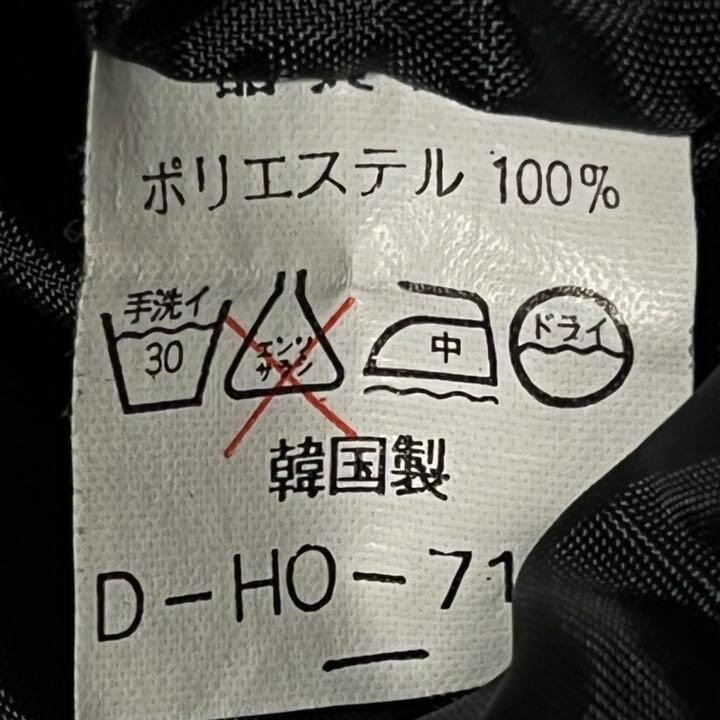 ポリエステル 100%
手洗イ
30
エンソ
サラシ
中
ドライ
韓国製
D-HO-71